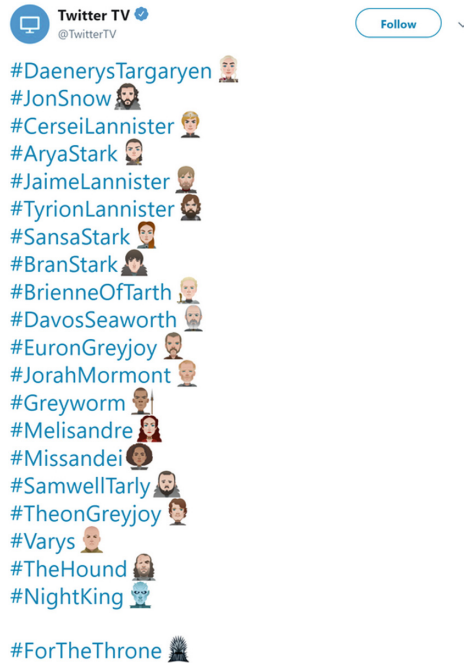 Twitter TV
@TwitterTV
Follow
#DaenerysTargaryen
#JonSnow
#CerseiLannister
#AryaStark
#JaimeLannister
#TyrionLannister
#SansaStark
#BranStark
#BrienneOfTarth
#DavosSeaworth
#EuronGreyjoy
#JorahMormont
#Greyworm
#Melisandre
#Missandei
#SamwellTarly
#TheonGreyjoy
#Varys
#TheHound
#NightKing
#ForTheThrone